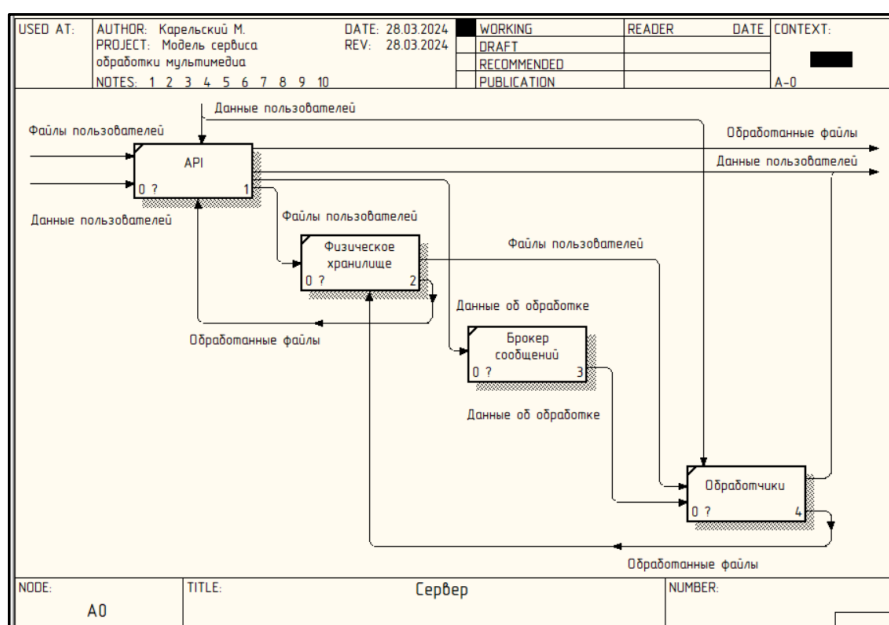 USED AT:
AUTHOR: Карельский М.
DATE: 28.03.2024
WORKING
READER
DATE
CONTEXT:
PROJECT: Модель сервиса
REV: 28.03.2024
DRAFT
обработки мультимедиа
RECOMMENDED
NOTES: 1 2 3 4 5 6 7 8 9 10
PUBLICATION
A-0
Данные пользователей
Файлы пользователей
Обработанные файлы
API
Данные пользователей
0 ?
1
Данные пользователей
Файлы пользователей
Физическое
хранилище
Файлы пользователей
0 ?
2
Данные об обработке
Обработанные файлы
Брокер
сообщений
0 ?
3
Данные об обработке
Обработчики
0 ?
4
Обработанные файлы
NODE:
TITLE:
Сервер
NUMBER:
A0